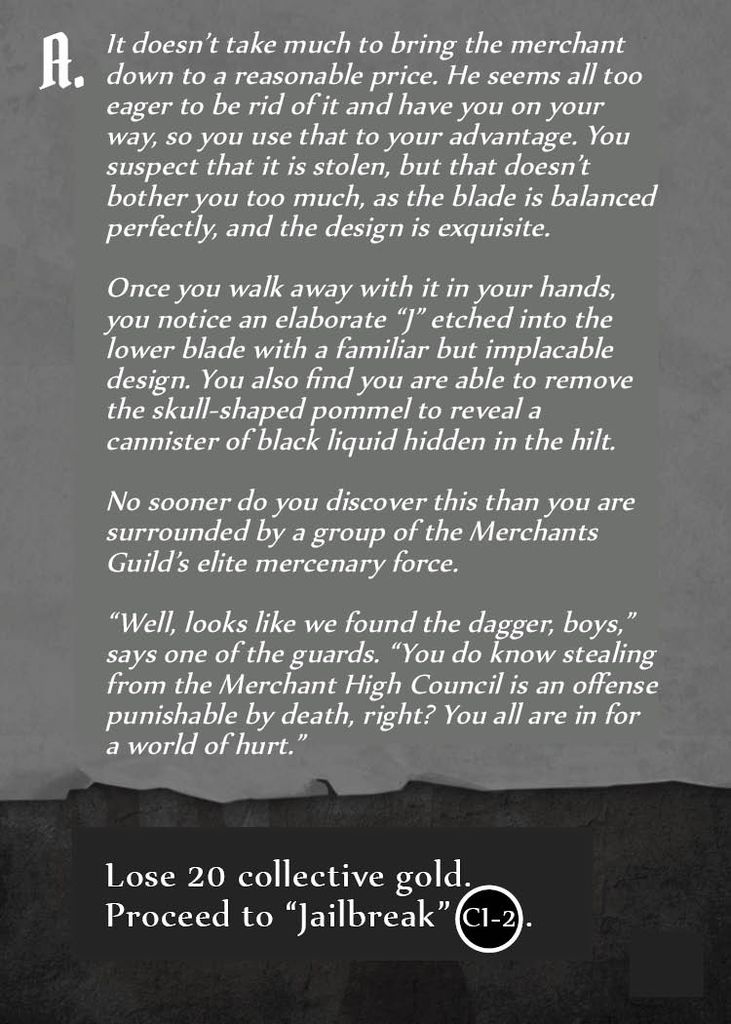 A. It doesn’t take much to bring the merchant
down to a reasonable price. He seems all too
eager to be rid of it and have you on your
way, so you use that to your advantage. You
suspect that it is stolen, but that doesn’t
bother you too much, as the blade is balanced
perfectly, and the design is exquisite.
Once you walk away with it in your hands,
you notice an elaborate “J” etched into the
lower blade with a familiar but implacable
design. You also find you are able to remove
the skull-shaped pommel to reveal a
cannister of black liquid hidden in the hilt.
No sooner do you discover this than you are
surrounded by a group of the Merchants
Guild’s elite mercenary force.
“Well, looks like we found the dagger, boys,”
says one of the guards. “You do know stealing
from the Merchant High Council is an offense
punishable by death, right? You all are in for
a world of hurt.”
Lose 20 collective gold.
Proceed to “Jailbreak” C1-2.